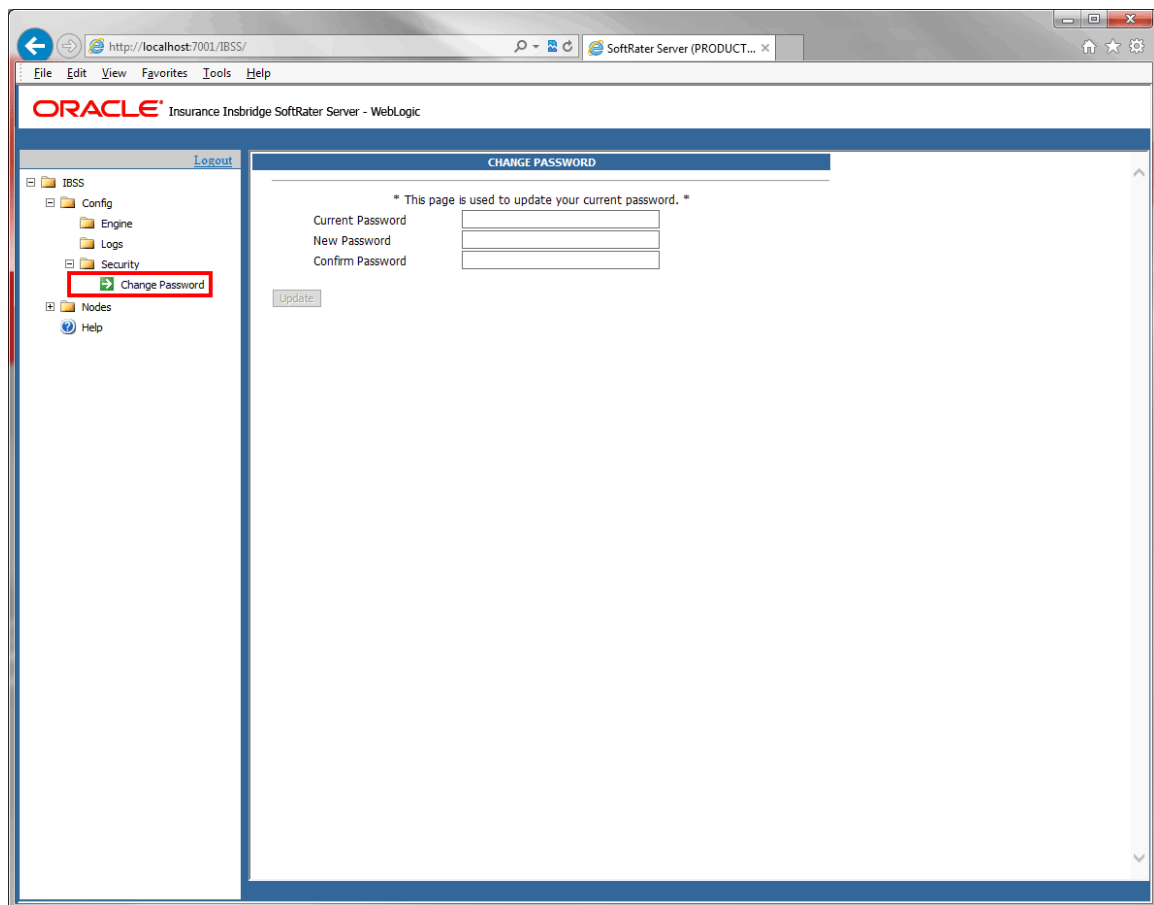 http://localhost:7001/IBSS/
SoftRater Server (PRODUCT...
File Edit View Favorites Tools Help
ORACLE® Insurance Insbridge SoftRater Server - WebLogic
Logout
IBSS
Config
Engine
Logs
Security
Change Password
Nodes
Help
CHANGE PASSWORD
* This page is used to update your current password. *
Current Password
New Password
Confirm Password
Update